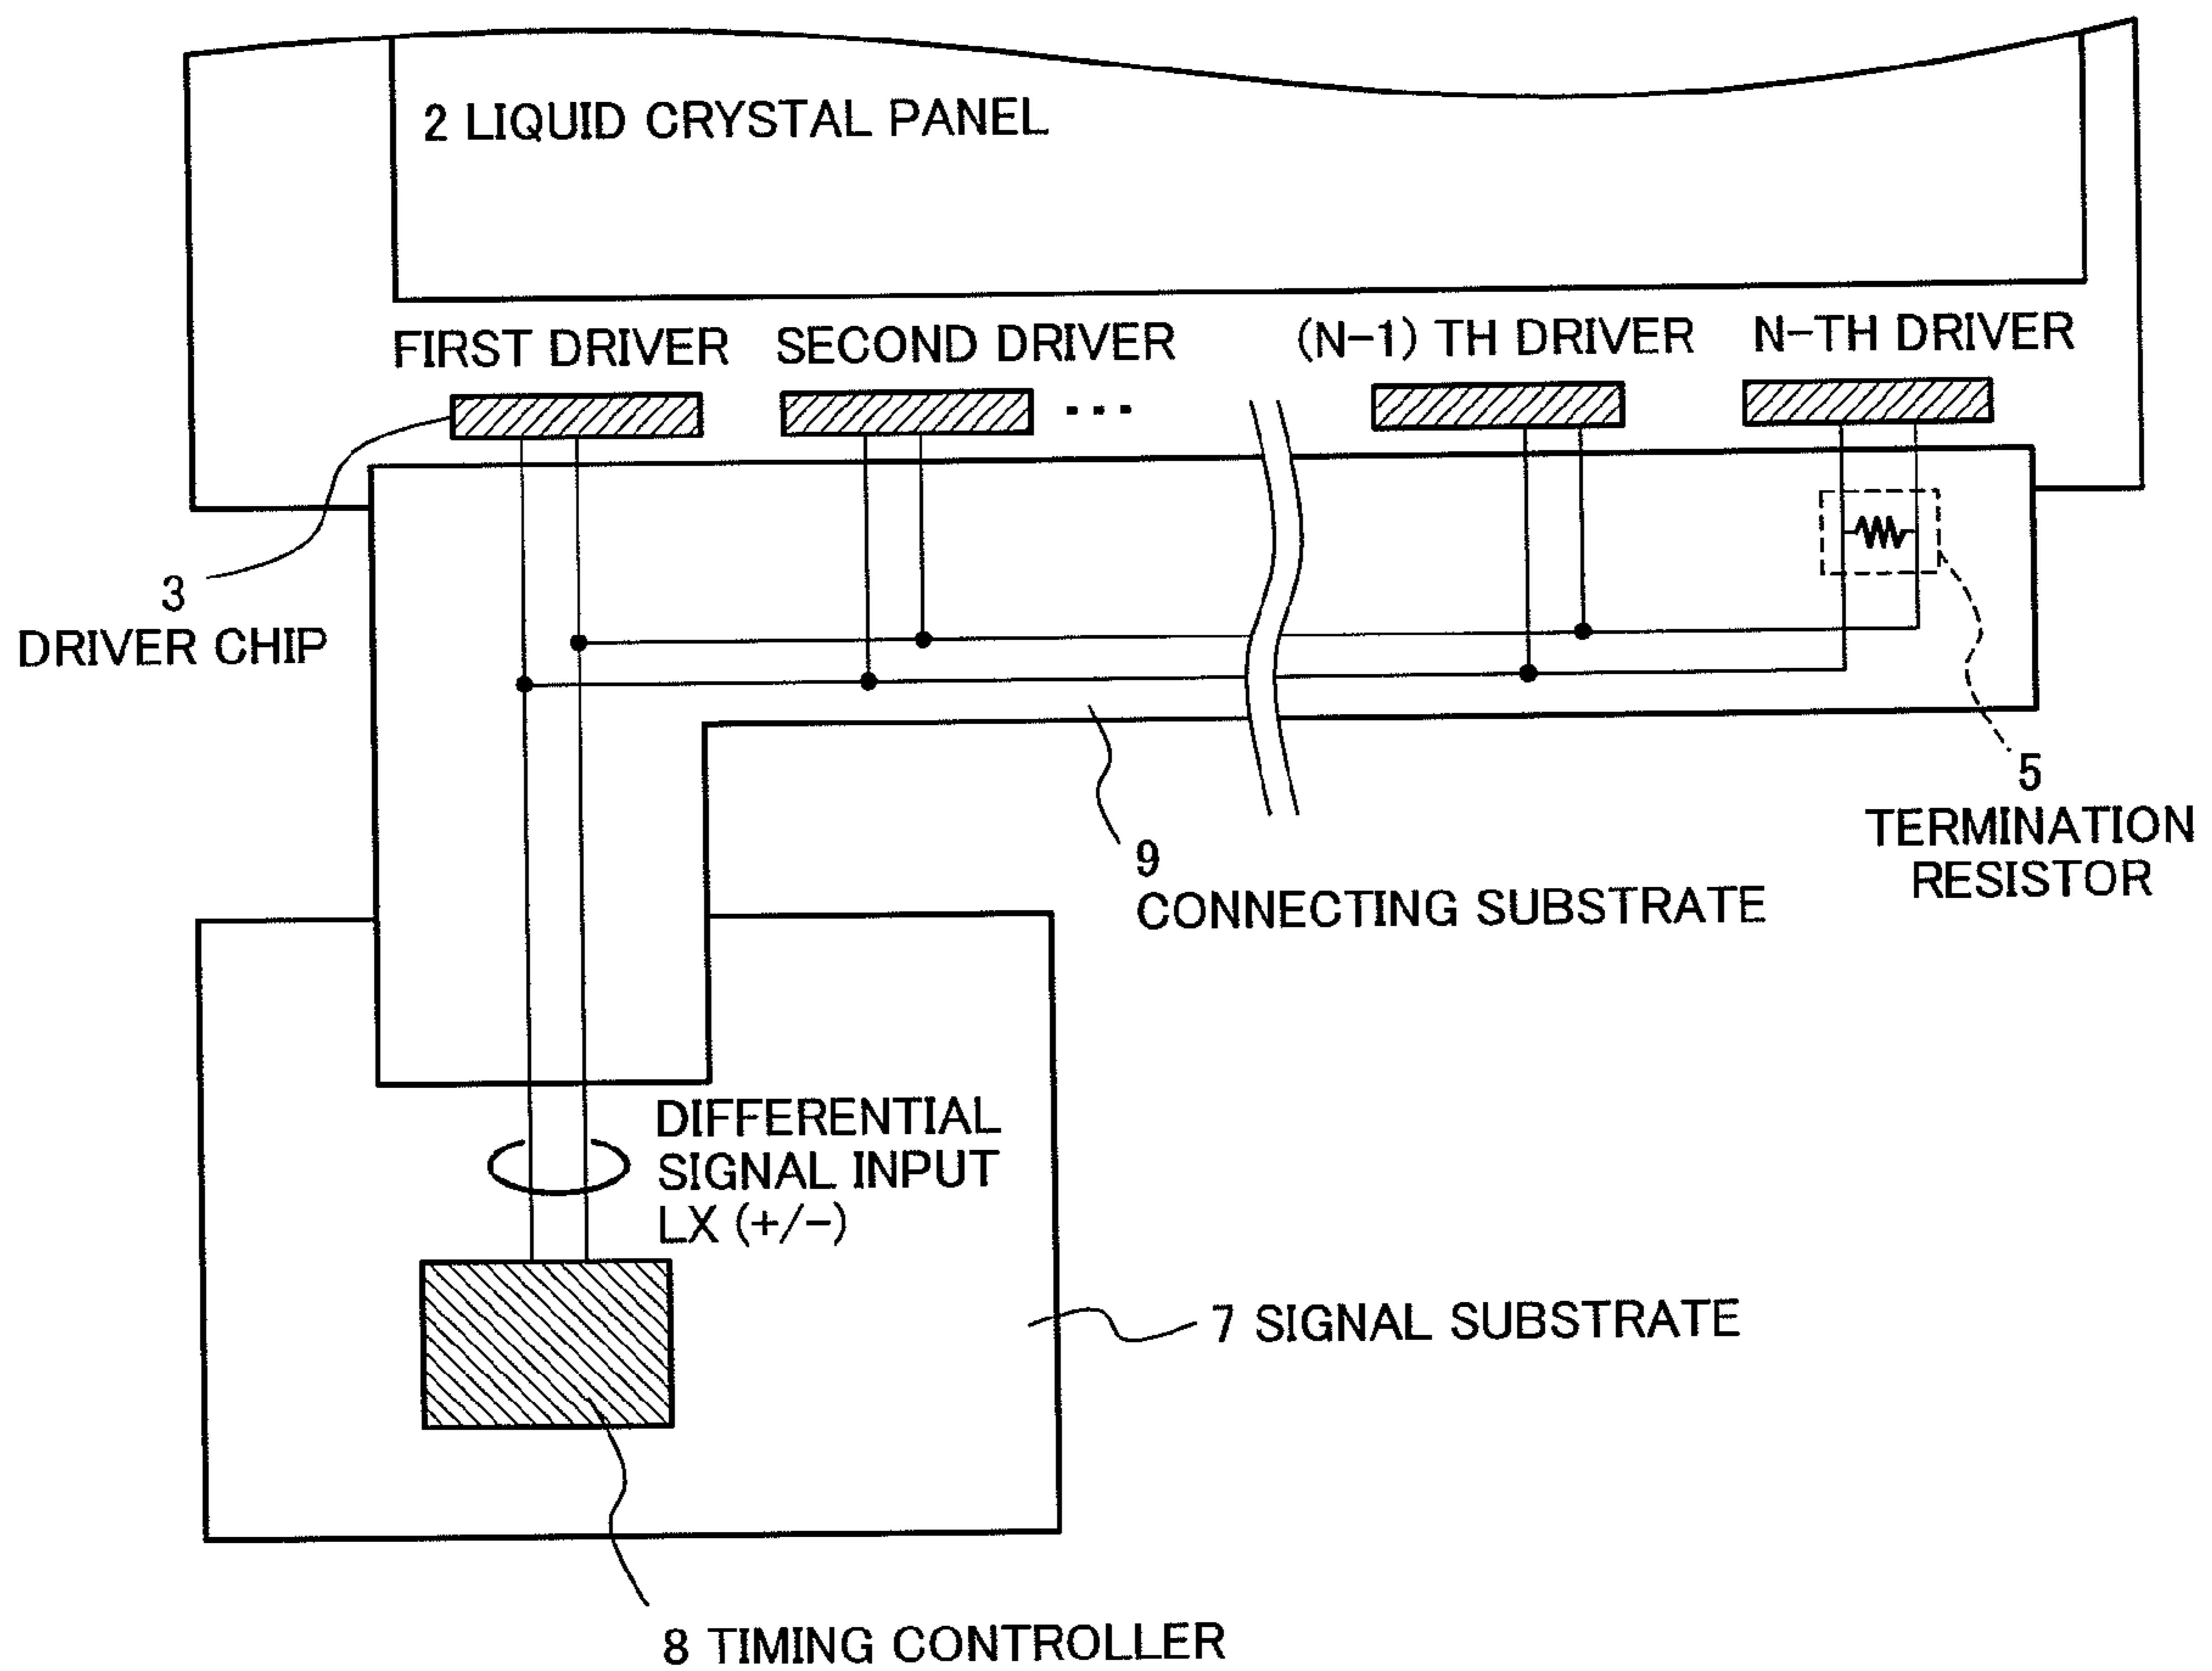 2 LIQUID CRYSTAL PANEL
FIRST DRIVER
SECOND DRIVER
(N-1) TH DRIVER
N-TH DRIVER
...
3
DRIVER CHIP
5
TERMINATION
RESISTOR
9
CONNECTING SUBSTRATE
DIFFERENTIAL
SIGNAL INPUT
LX (+/-)
7 SIGNAL SUBSTRATE
8 TIMING CONTROLLER